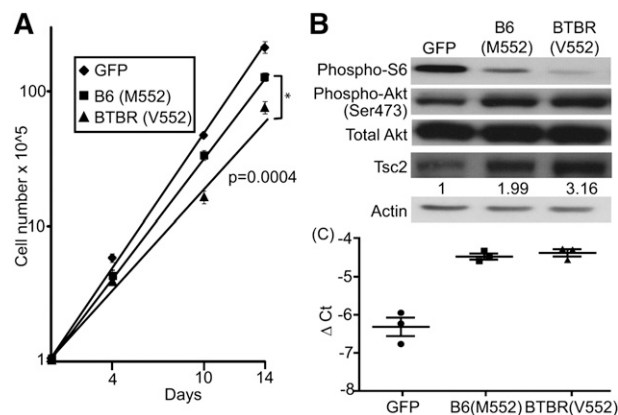 A
Cell number x 10^5
100
10
1
GFP
B6 (M552)
BTBR (V552)
*
p=0.0004
4
10
14
Days
B
GFP
B6
(M552)
BTBR
(V552)
Phospho-S6
Phospho-Akt
(Ser473)
Total Akt
Tsc2
1 1.99 3.16
Actin
(C)
Δ Ct
-4
-5
-6
-7
-8
GFP B6(M552) BTBR(V552)